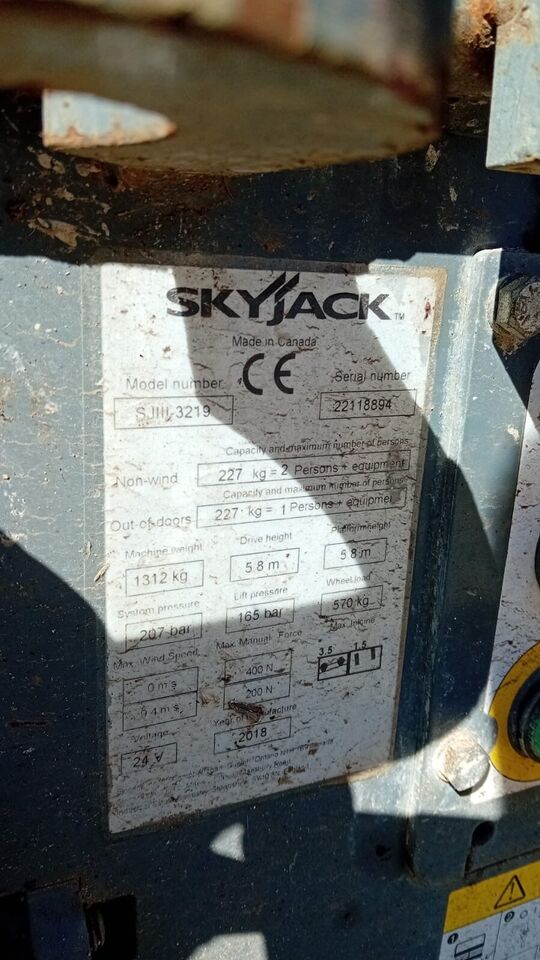 SKYJACK™
Made in Canada
CE
Model number
Serial number
SJIII 3219
22118894
Capacity and maximum number of persons
Non-wind
227 kg = 2 Persons + equipment
Capacity and maximum number of persons
Out-of-doors
227 kg = 1 Persons + equipment
Machine weight
Drive height
Platform height
1312 kg
5.8 m
5.8 m
System pressure
Lift pressure
Wheel load
207 bar
165 bar
570 kg
Max. Wind Speed
Max. Manual Force
Max. Incline
0 m s
400 N
3.5
1.5
200 N
Voltage
Year of Manufacture
24
2018